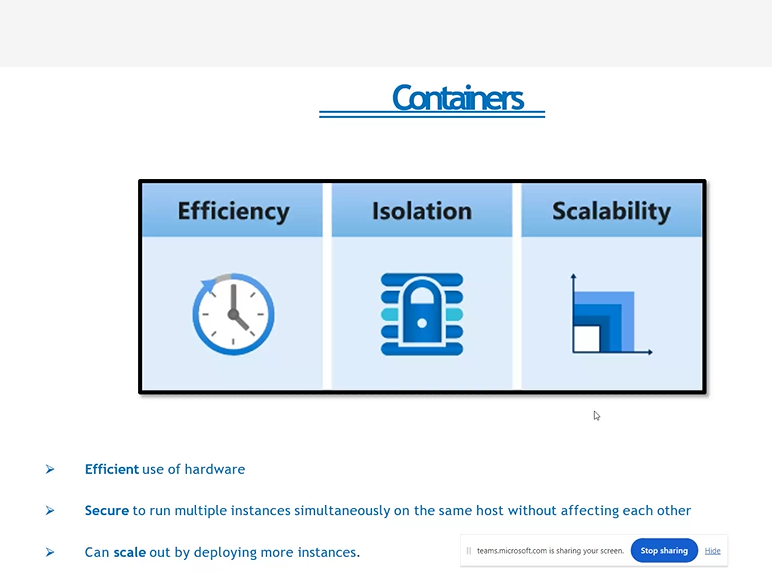 Containers
Efficiency
Isolation
Scalability
➢ Efficient use of hardware
➢ Secure to run multiple instances simultaneously on the same host without affecting each other
➢ Can scale out by deploying more instances.
teams.microsoft.com is sharing your screen.
Stop sharing
Hide